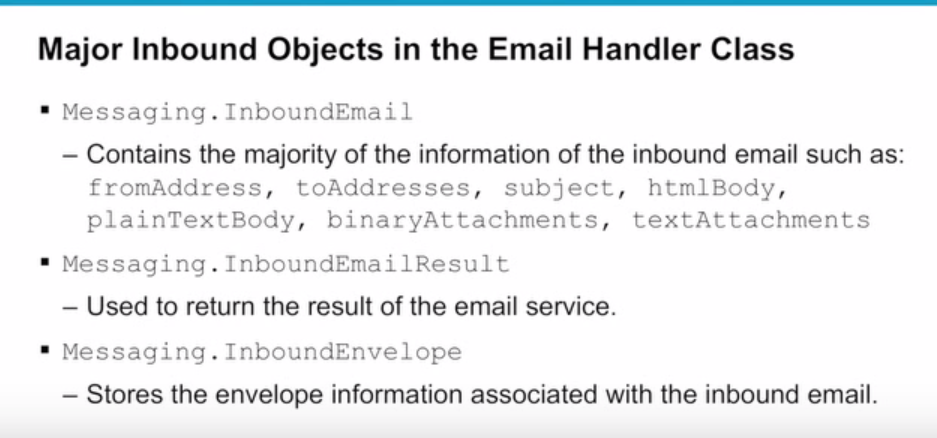 Major Inbound Objects in the Email Handler Class
▪ Messaging.InboundEmail
– Contains the majority of the information of the inbound email such as:
fromAddress, toAddresses, subject, htmlBody,
plainTextBody, binaryAttachments, textAttachments
▪ Messaging.InboundEmailResult
– Used to return the result of the email service.
▪ Messaging.InboundEnvelope
– Stores the envelope information associated with the inbound email.